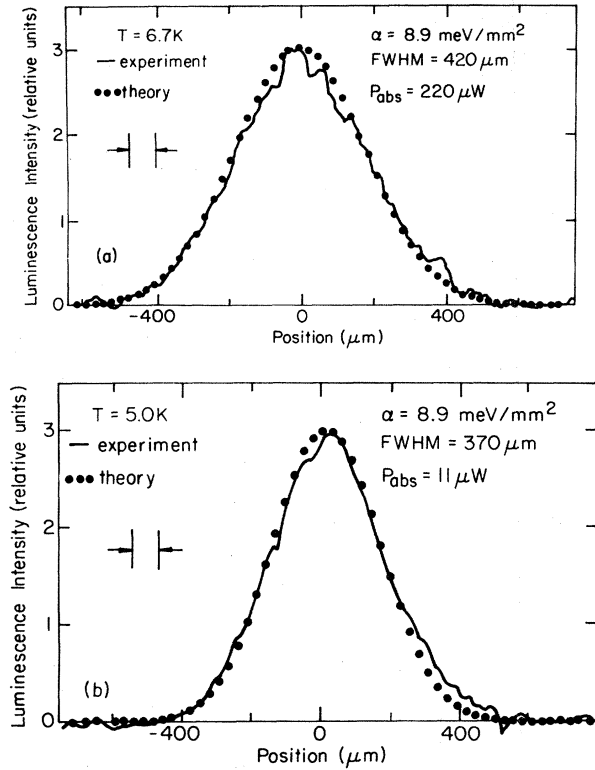 (a)
T = 6.7K
— experiment
●●● theory
α = 8.9 meV/mm²
FWHM = 420 μm
P_abs = 220 μW
Luminescence Intensity (relative units)
3
2
1
0
-400
0
400
Position (μm)
(b)
T = 5.0K
— experiment
●●● theory
α = 8.9 meV/mm²
FWHM = 370 μm
P_abs = 11 μW
Luminescence Intensity (relative units)
3
2
1
0
-400
0
400
Position (μm)